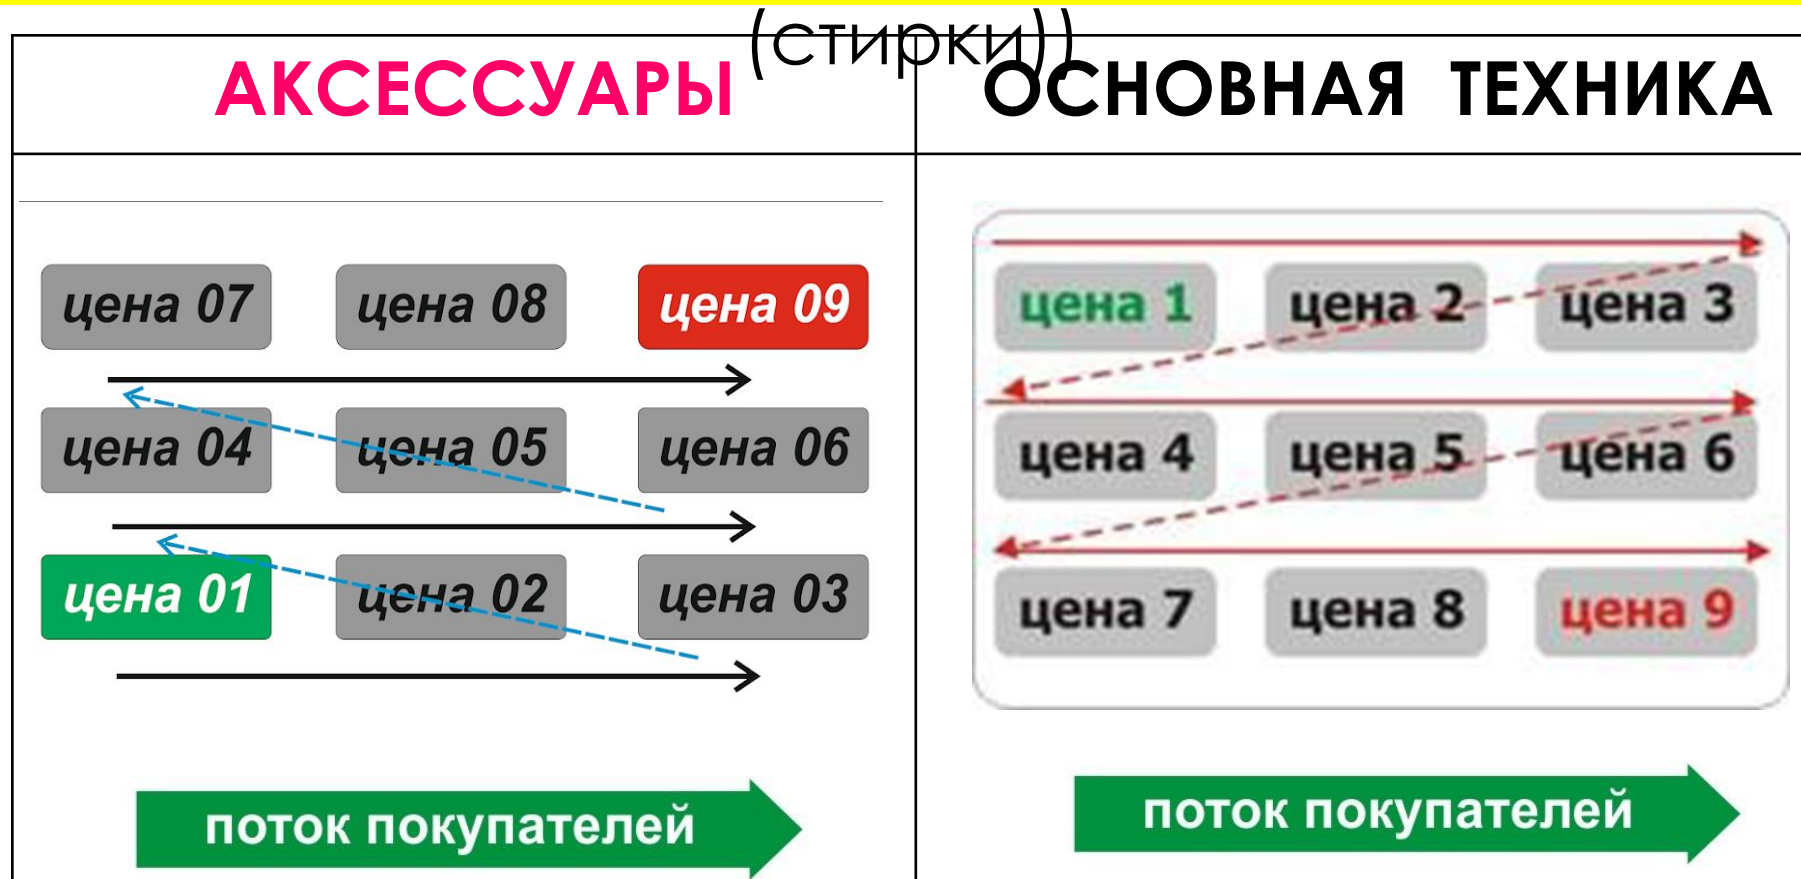 (стирки))
АКСЕССУАРЫ
ОСНОВНАЯ ТЕХНИКА
цена 07 цена 08 цена 09
цена 04 цена 05 цена 06
цена 01 цена 02 цена 03
поток покупателей
цена 1 цена 2 цена 3
цена 4 цена 5 цена 6
цена 7 цена 8 цена 9
поток покупателей